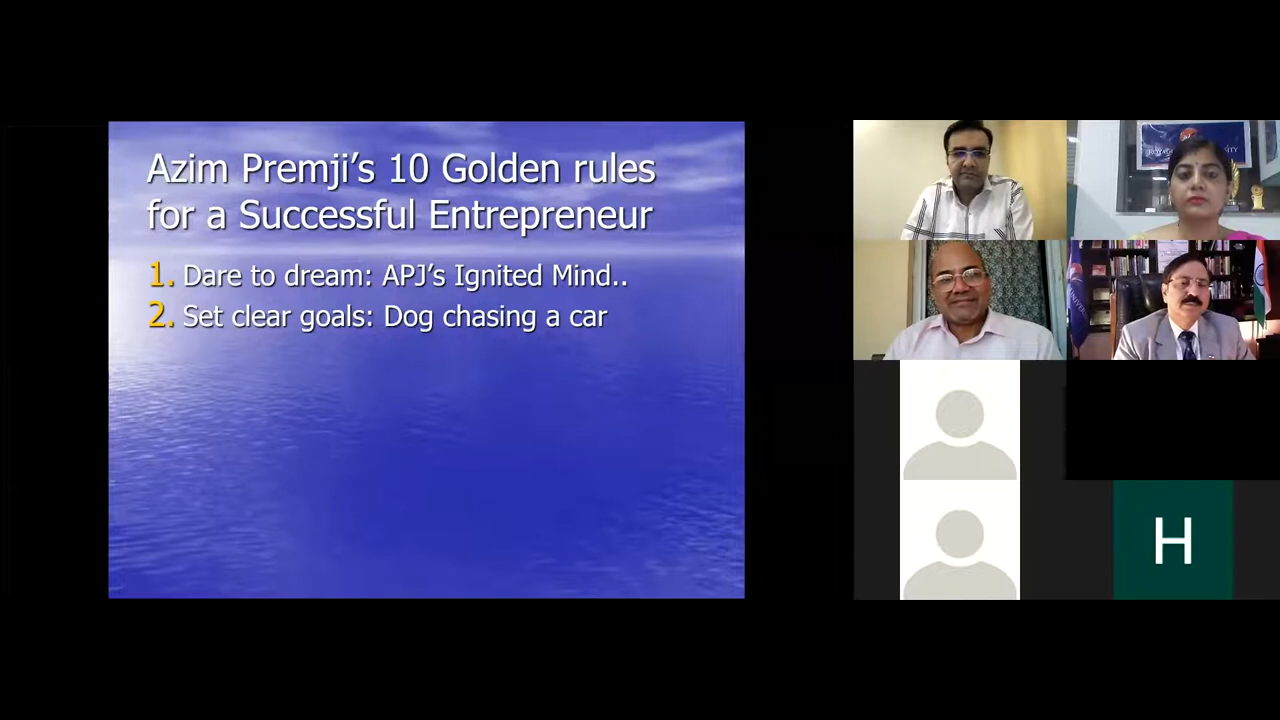 Azim Premji's 10 Golden rules
for a Successful Entrepreneur
1. Dare to dream: APJ's Ignited Mind..
2. Set clear goals: Dog chasing a car
H